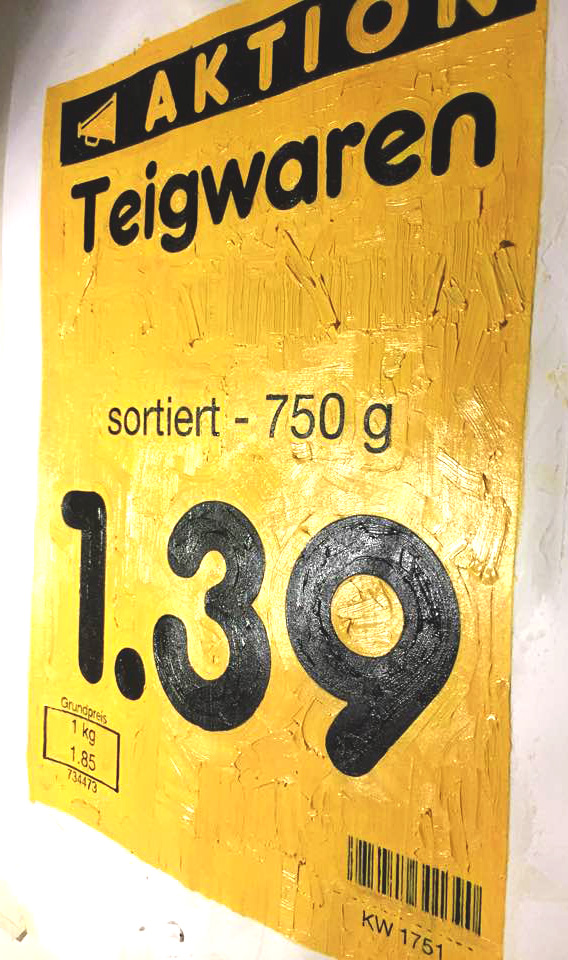 AKTION
Teigwaren
sortiert - 750 g
1.39
Grundpreis
1 kg
1.85
734473
KW 1751